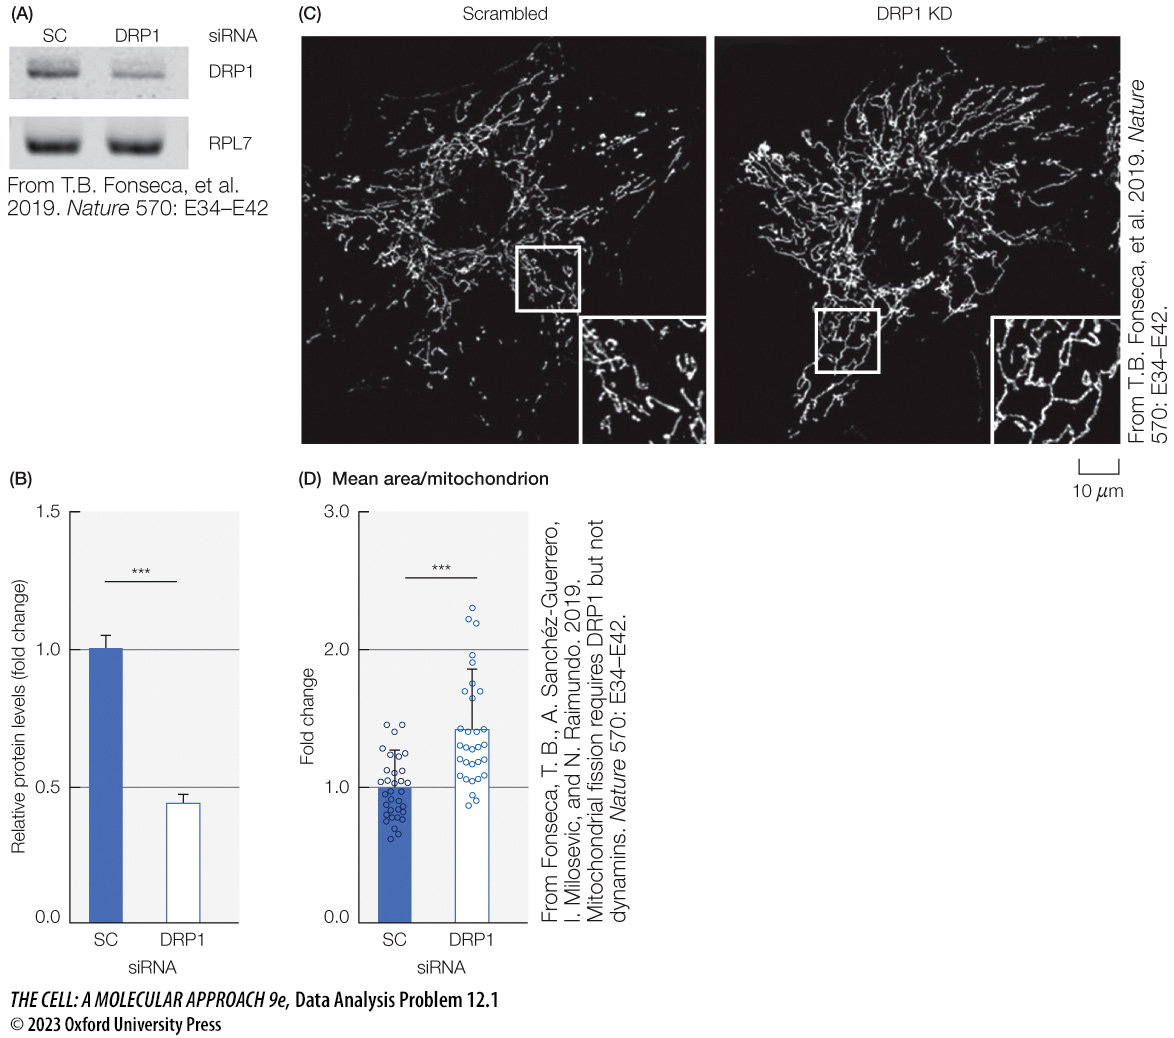 (A)
SC DRP1 siRNA
DRP1
RPL7
From T.B. Fonseca, et al.
2019. Nature 570: E34–E42
(C)
Scrambled DRP1 KD
From T.B. Fonseca, et al. 2019. Nature
570: E34–E42.
10 μm
(B)
Relative protein levels (fold change)
1.5
1.0
0.5
0.0
***
SC DRP1
siRNA
(D) Mean area/mitochondrion
Fold change
3.0
2.0
1.0
0.0
***
SC DRP1
siRNA
From Fonseca, T. B., A. Sanchéz-Guerrero,
I. Milosevic, and N. Raimundo. 2019.
Mitochondrial fission requires DRP1 but not
dynamins. Nature 570: E34–E42.
THE CELL: A MOLECULAR APPROACH 9e, Data Analysis Problem 12.1
© 2023 Oxford University Press